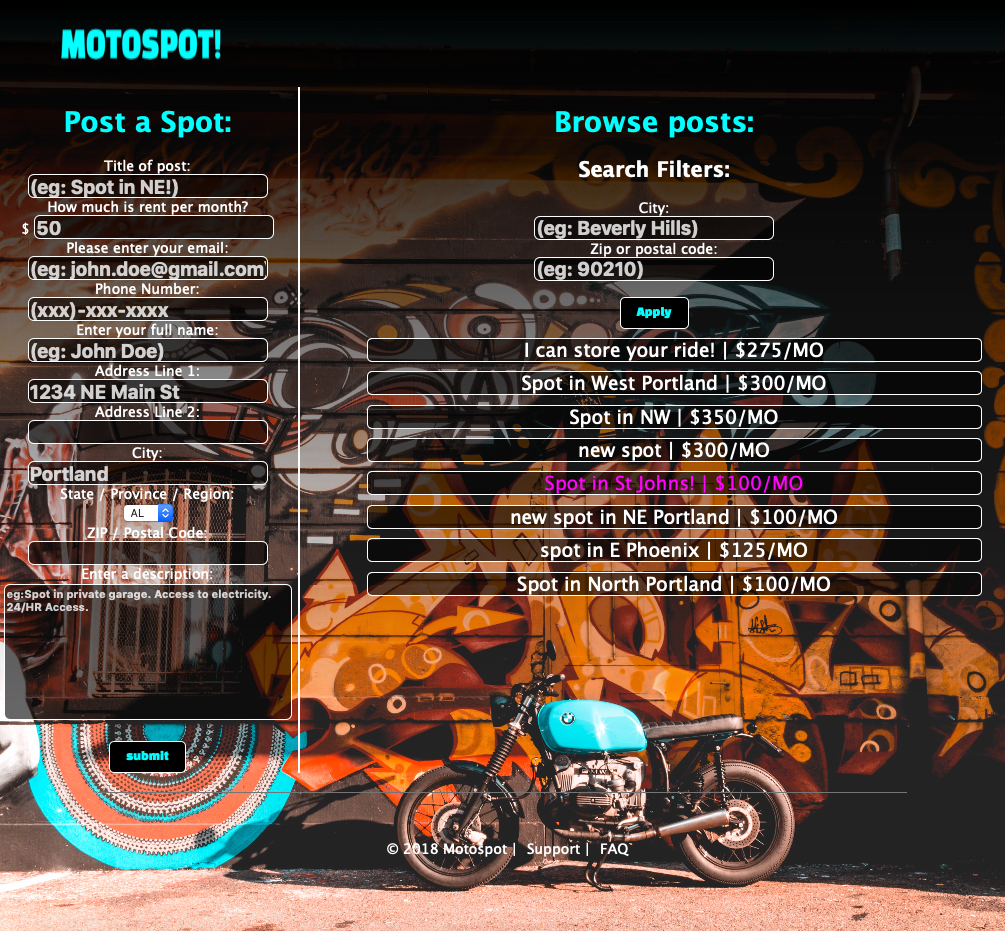 MOTOSPOT!
Post a Spot:
Title of post:
(eg: Spot in NE!)
How much is rent per month?
$ 50
Please enter your email:
(eg: john.doe@gmail.com
Phone Number:
(xxx)-xxx-xxxx
Enter your full name:
(eg: John Doe)
Address Line 1:
1234 NE Main St
Address Line 2:
City:
Portland
State / Province / Region:
AL
ZIP / Postal Code:
Enter a description:
eg:Spot in private garage. Access to electricity.
24/HR Access.
submit
Browse posts:
Search Filters:
City:
(eg: Beverly Hills)
Zip or postal code:
(eg: 90210)
Apply
I can store your ride! | $275/MO
Spot in West Portland | $300/MO
Spot in NW | $350/MO
new spot | $300/MO
Spot in St Johns! | $100/MO
new spot in NE Portland | $100/MO
spot in E Phoenix | $125/MO
Spot in North Portland | $100/MO
© 2018 Motospot | Support | FAQ